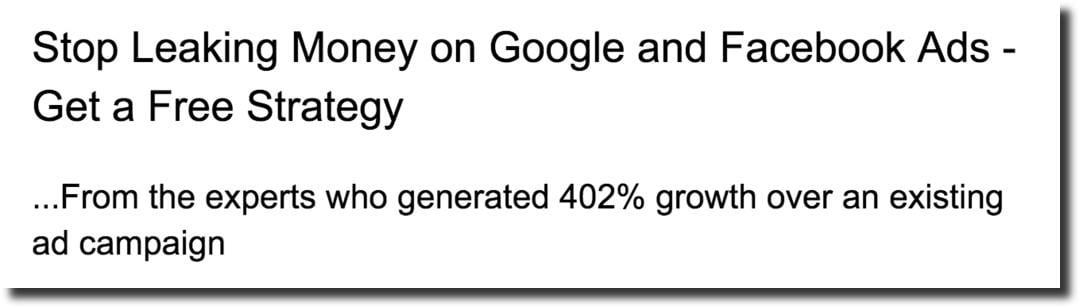 Stop Leaking Money on Google and Facebook Ads -
Get a Free Strategy
...From the experts who generated 402% growth over an existing
ad campaign